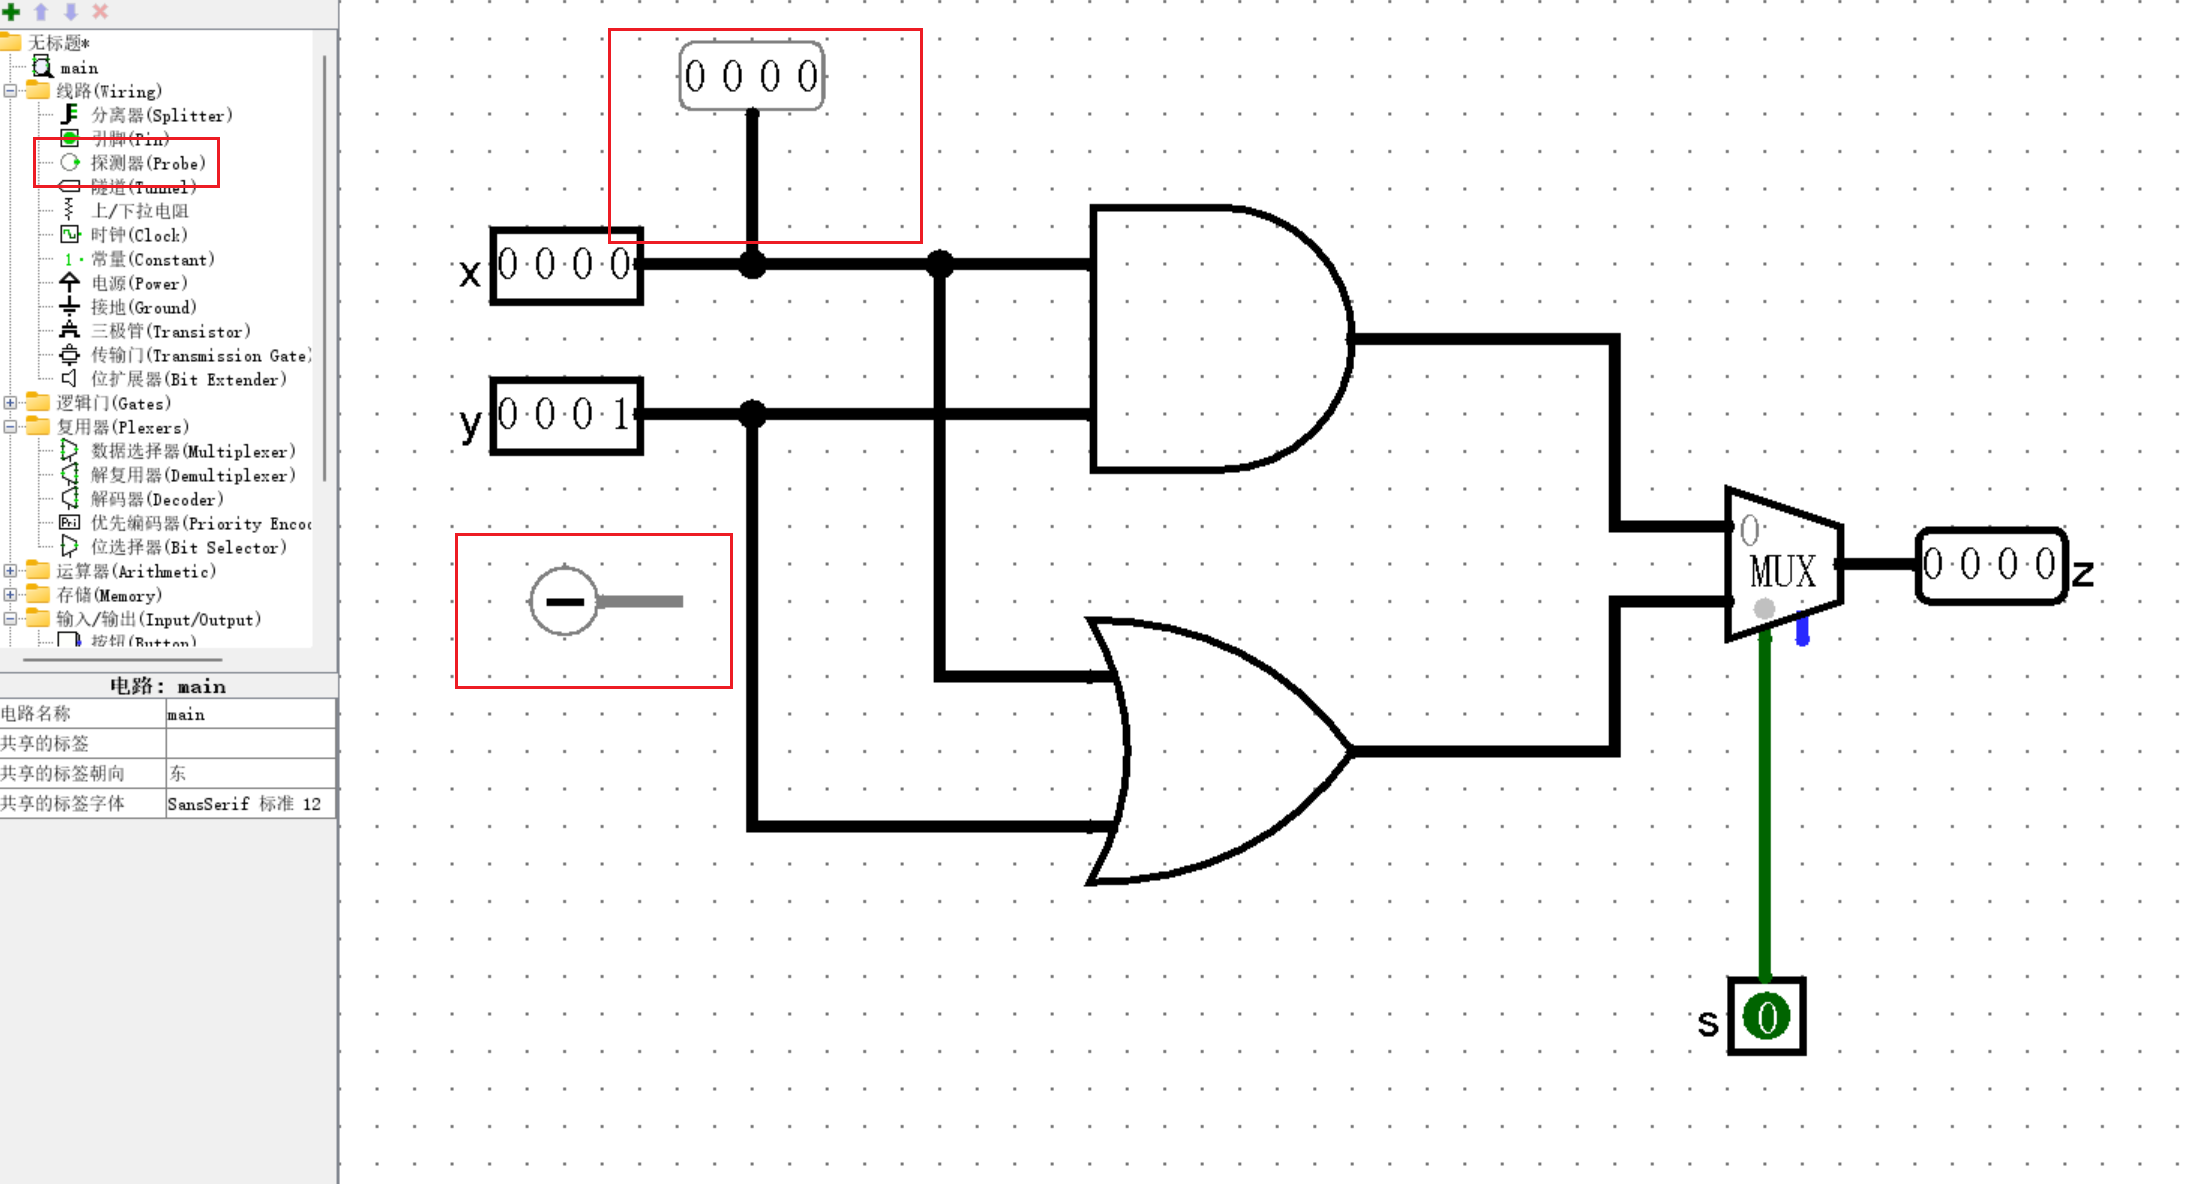 无标题*
main
线路(Wiring)
分离器(Splitter)
引脚(Pin)
探测器(Probe)
隧道(Tunnel)
上/下拉电阻
时钟(Clock)
常量(Constant)
电源(Power)
接地(Ground)
三极管(Transistor)
传输门(Transmission Gate)
位扩展器(Bit Extender)
逻辑门(Gates)
复用器(Plexers)
数据选择器(Multiplexer)
解复用器(Demultiplexer)
解码器(Decoder)
Pri 优先编码器(Priority Enco
位选择器(Bit Selector)
运算器(Arithmetic)
存储(Memory)
输入/输出(Input/Output)
按钮(Button)
电路: main
电路名称 main
共享的标签
共享的标签朝向 东
共享的标签字体 SansSerif 标准 12
0 0 0 0
x 0 0 0 0
y 0 0 0 1
0
MUX
0 0 0 0 z
s 0